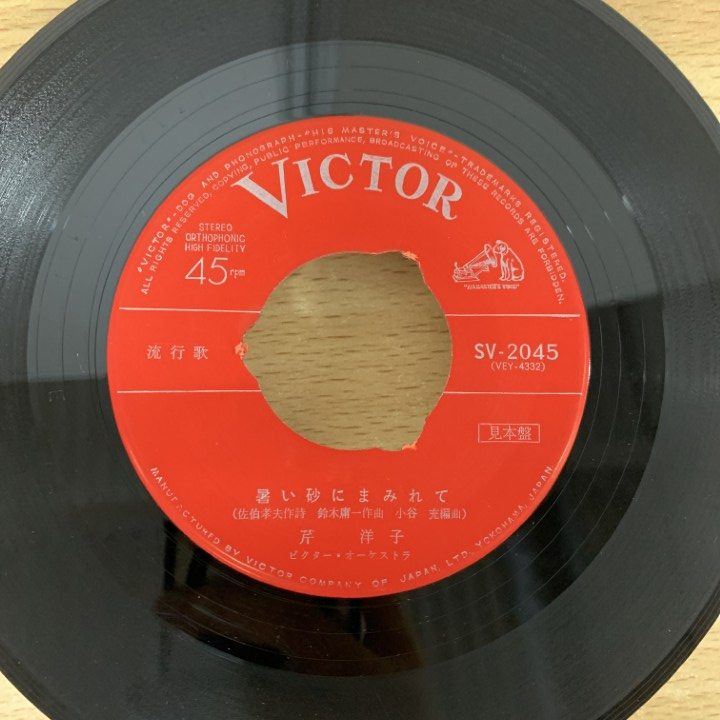 "VICTOR"-DOG AND PHONOGRAPH-"HIS MASTER'S VOICE"-TRADEMARKS REGISTERED.
ALL RIGHTS RESERVED. COPYING, PUBLIC PERFORMANCE, BROADCASTING OF THESE RECORDS ARE FORBIDDEN.
VICTOR
STEREO
ORTHOPHONIC
HIGH FIDELITY
45 rpm
"HIS MASTER'S VOICE"
流行歌
SV-2045
(VEY-4332)
見本盤
暑い砂にまみれて
(佐伯孝夫作詩 鈴木庸一作曲 小谷 充編曲)
芹 洋子
ビクター・オーケストラ
MANUFACTURED BY VICTOR COMPANY OF JAPAN, LTD., YOKOHAMA, JAPAN.